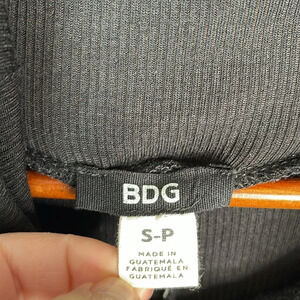 BDG
S-P
MADE IN
GUATEMALA
FABRIQUÉ EN
GUATEMALA